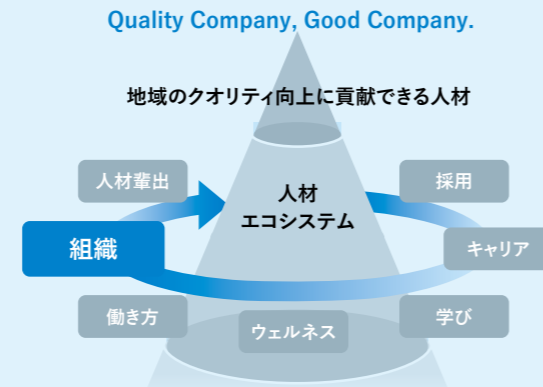 Quality Company, Good Company.
地域のクオリティ向上に貢献できる人材
人材輩出
採用
人材
エコシステム
組織
キャリア
働き方
ウェルネス
学び